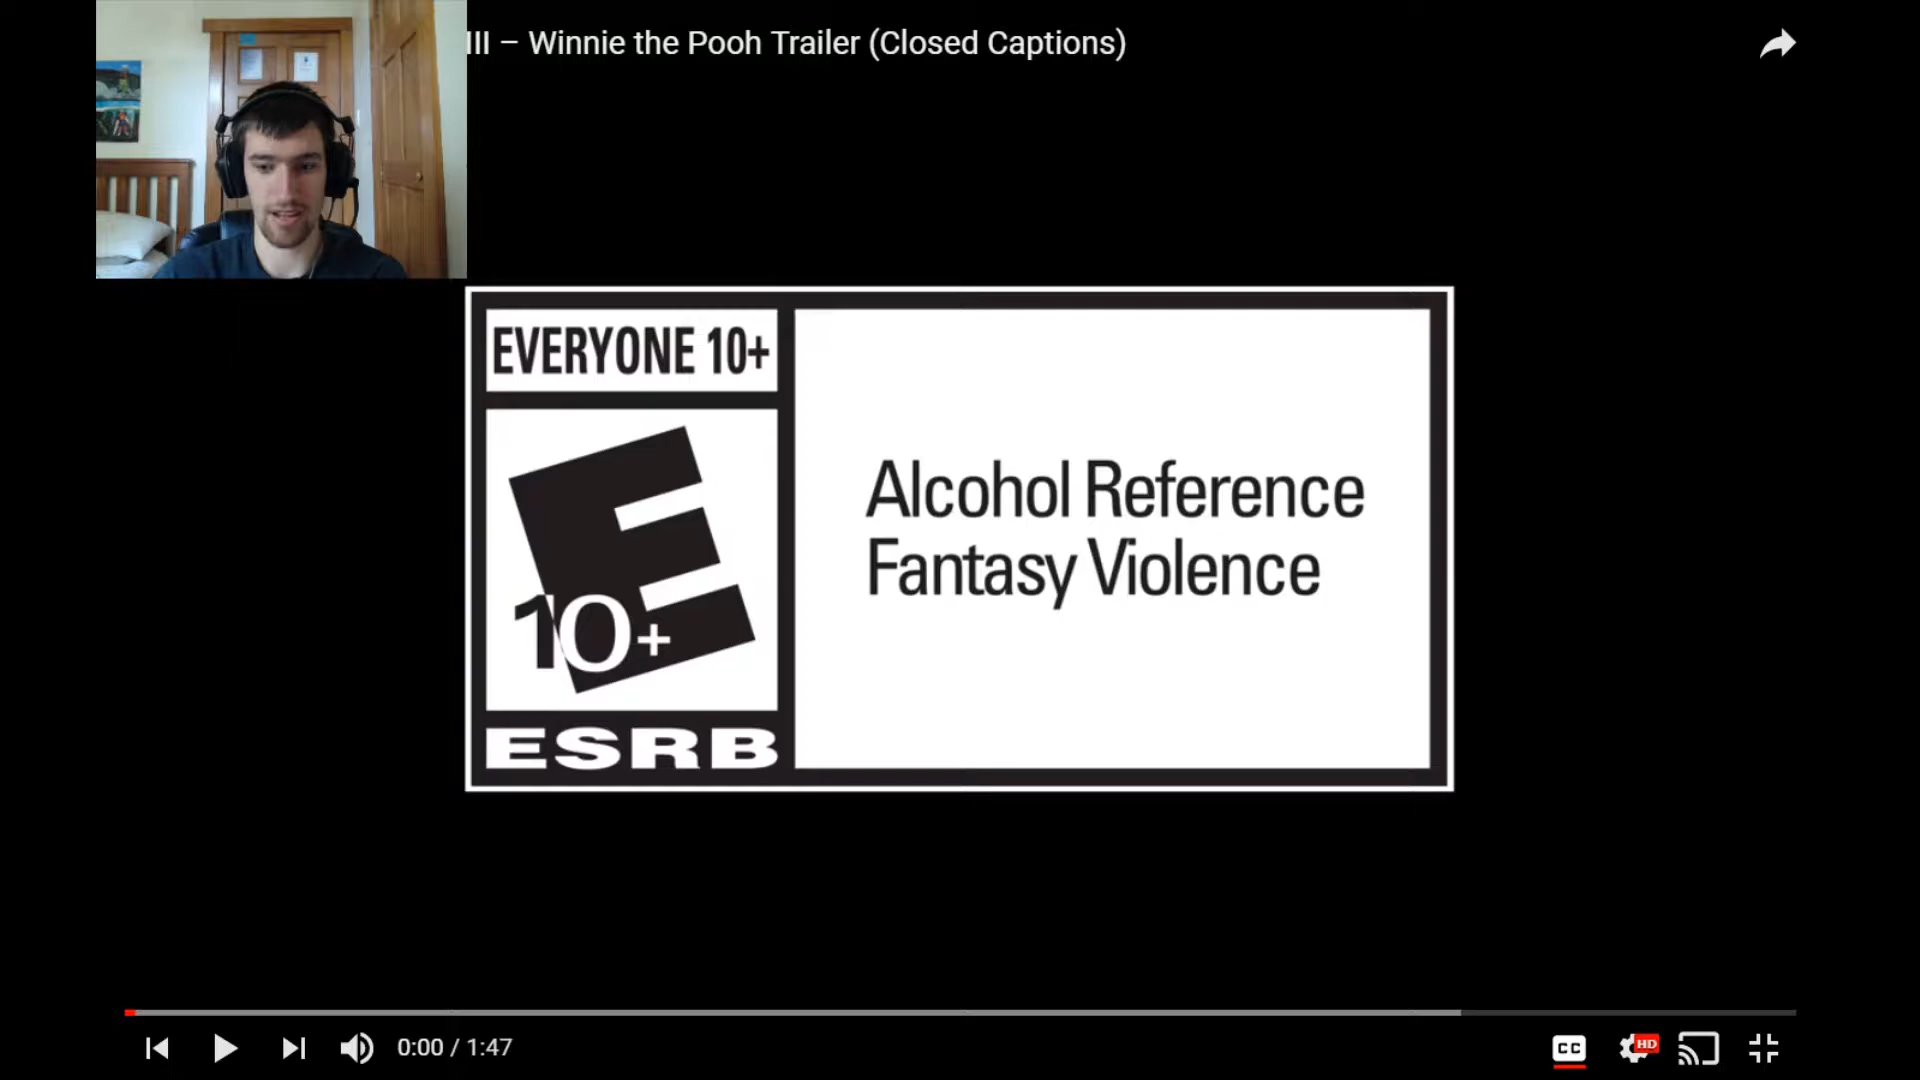 III – Winnie the Pooh Trailer (Closed Captions)
EVERYONE 10+
E
10+
ESRB
Alcohol Reference
Fantasy Violence
0:00 / 1:47
CC
HD